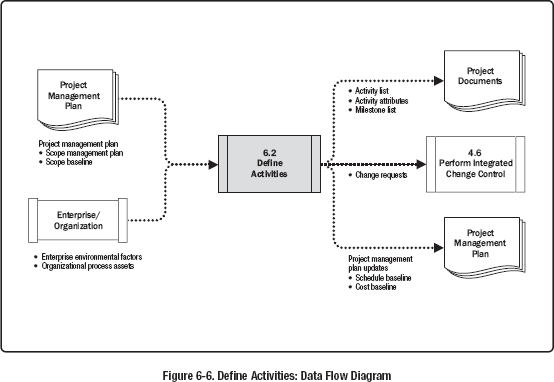 Project
Management
Plan
Project management plan
• Scope management plan
• Scope baseline
Enterprise/
Organization
• Enterprise environmental factors
• Organizational process assets
6.2
Define
Activities
• Activity list
• Activity attributes
• Milestone list
Project
Documents
• Change requests
4.6
Perform Integrated
Change Control
Project management
plan updates
• Schedule baseline
• Cost baseline
Project
Management
Plan
Figure 6-6. Define Activities: Data Flow Diagram